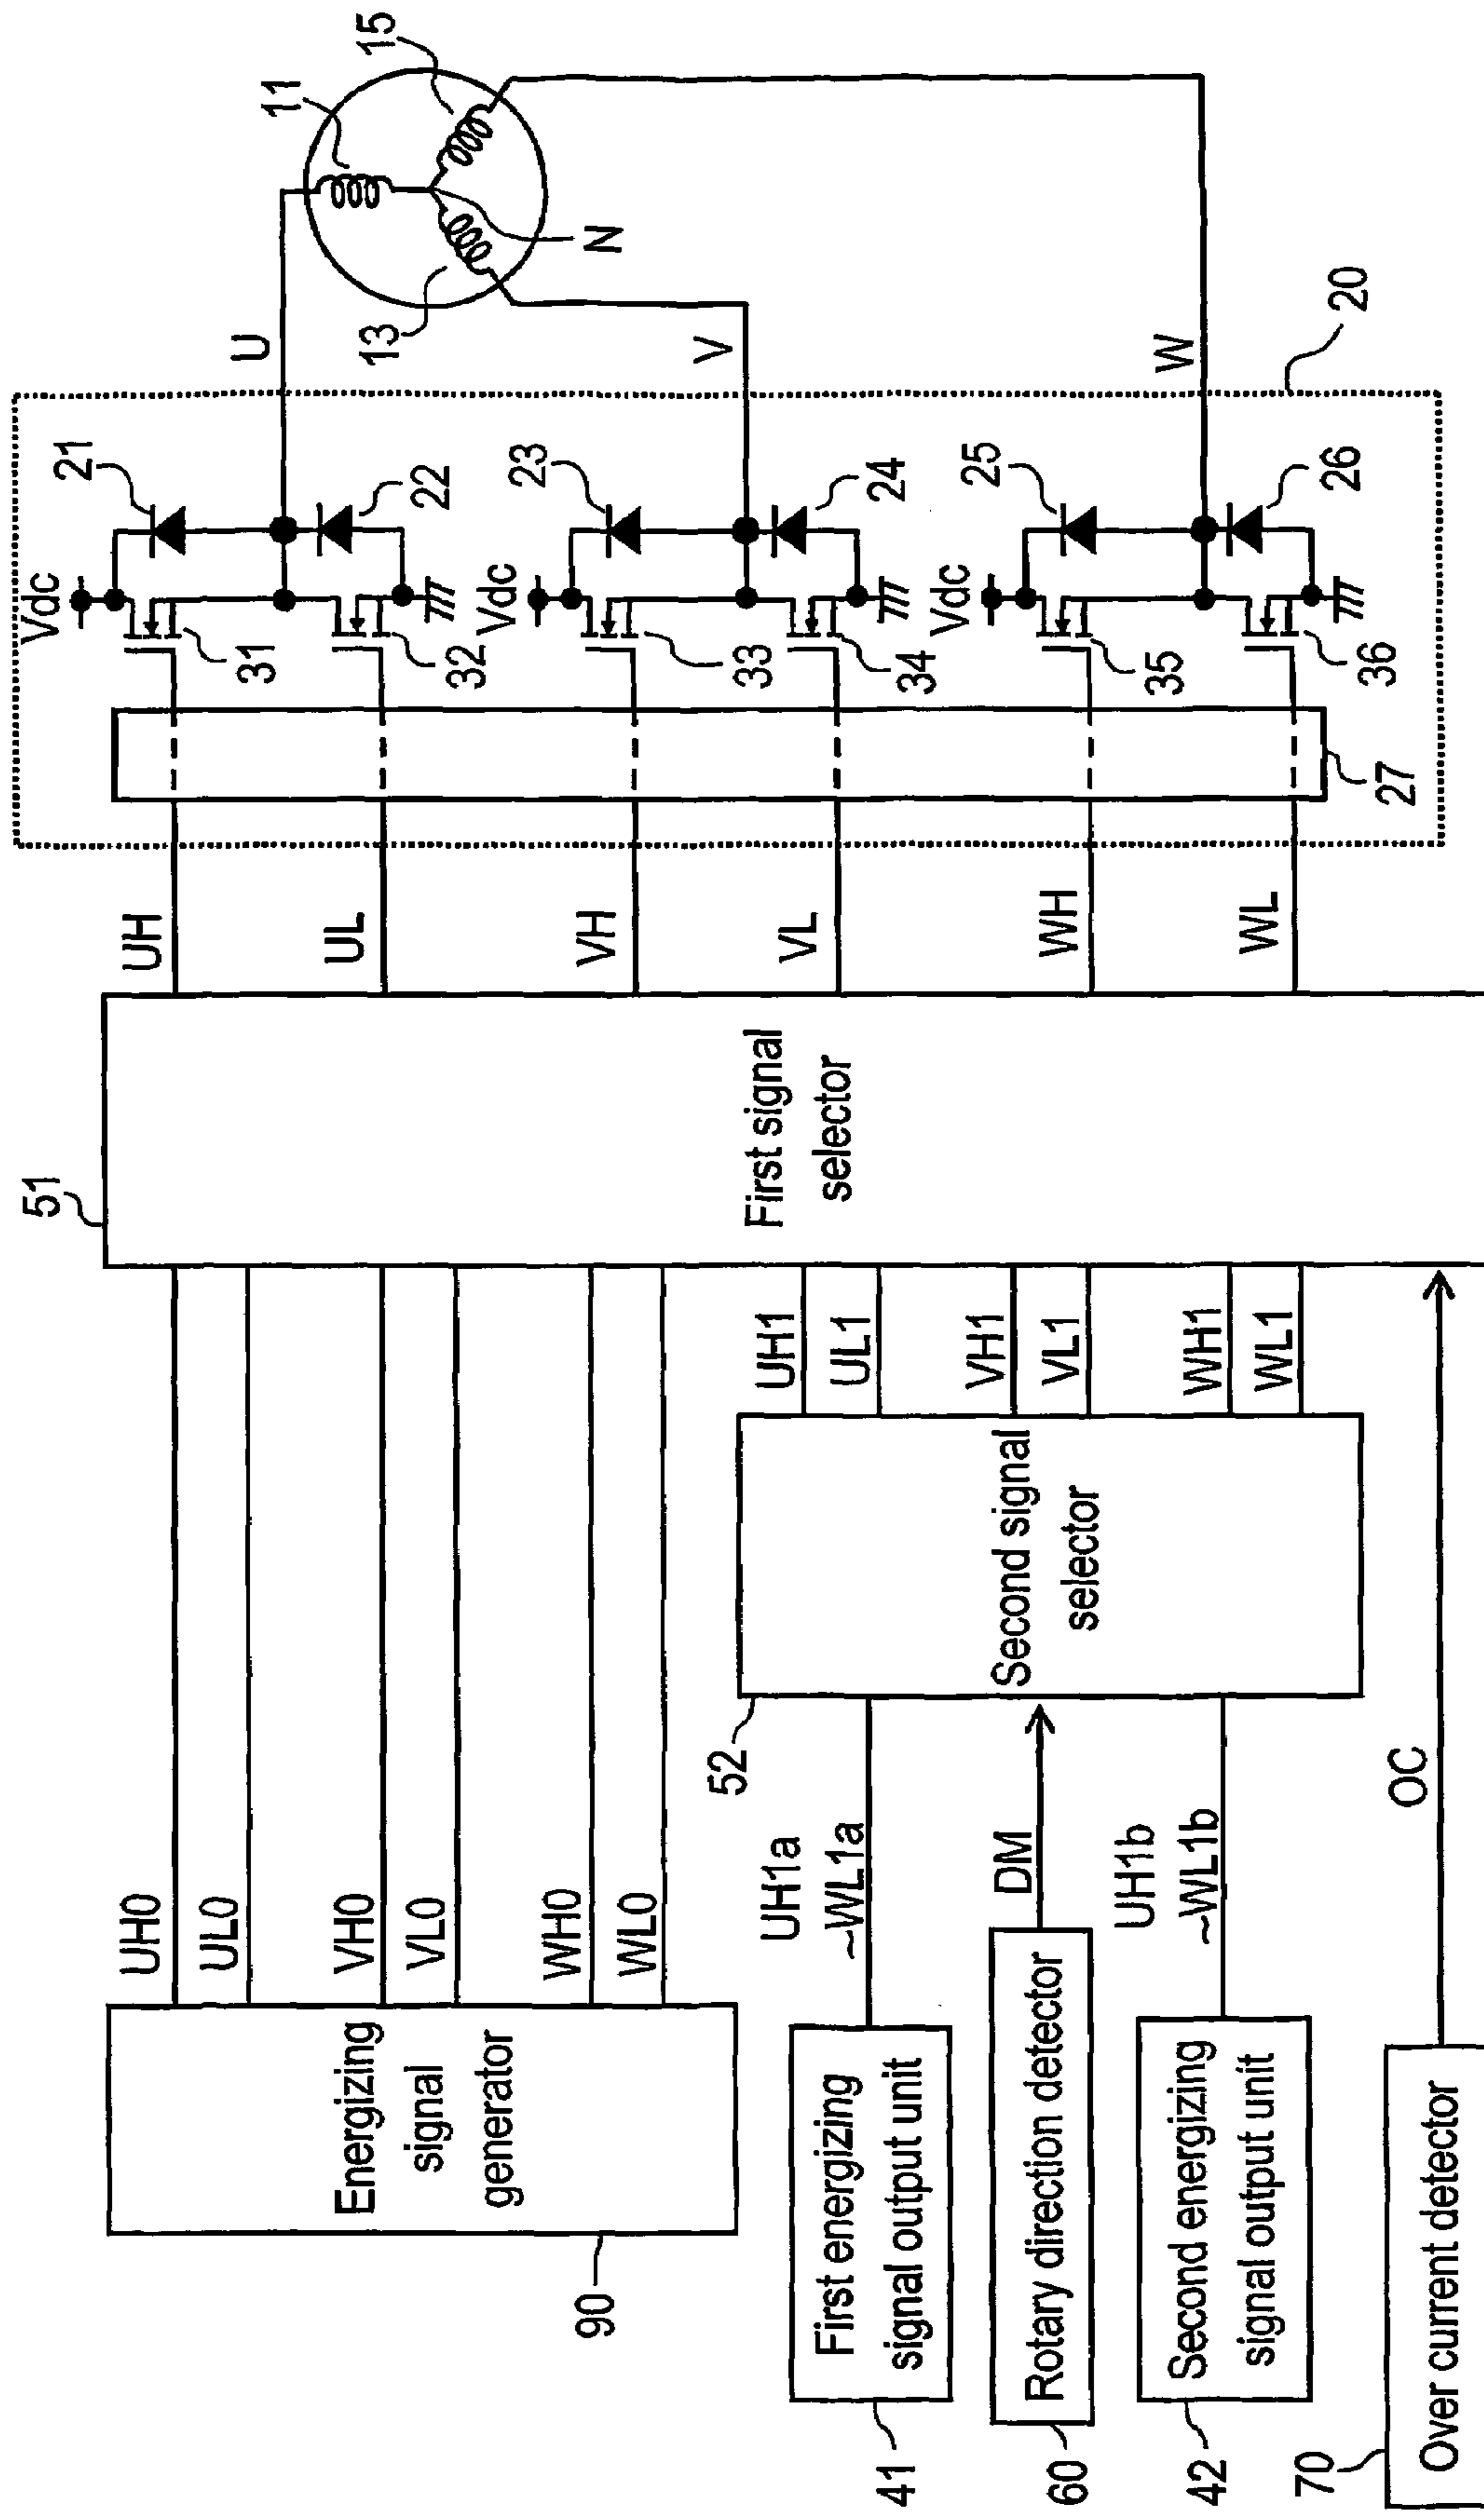 90
Energizing
signal
generator
UH0
UL0
VH0
VL0
WH0
WL0
41
First energizing
signal output unit
UH1a
~WL1a
60
Rotary direction detector
DM
42
Second energizing
signal output unit
UH1b
~WL1b
70
Over current detector
OC
52
Second signal
selector
UH1
UL1
VH1
VL1
WH1
WL1
51
First signal
selector
UH
UL
VH
VL
WH
WL
27
Vdc
31
21
32
22
Vdc
33
23
34
24
Vdc
35
25
36
26
20
U
V
W
11
13
15
N